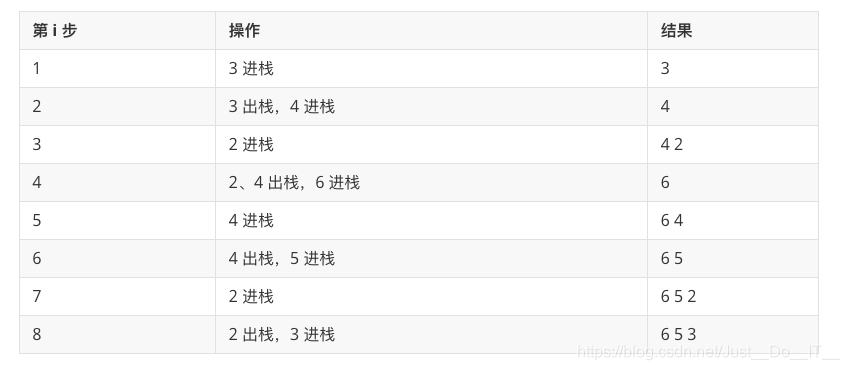 第 i 步 操作 结果
1 3 进栈 3
2 3 出栈，4 进栈 4
3 2 进栈 4 2
4 2、4 出栈，6 进栈 6
5 4 进栈 6 4
6 4 出栈，5 进栈 6 5
7 2 进栈 6 5 2
8 2 出栈，3 进栈 6 5 3
https://blog.csdn.net/Just__Do__IT__